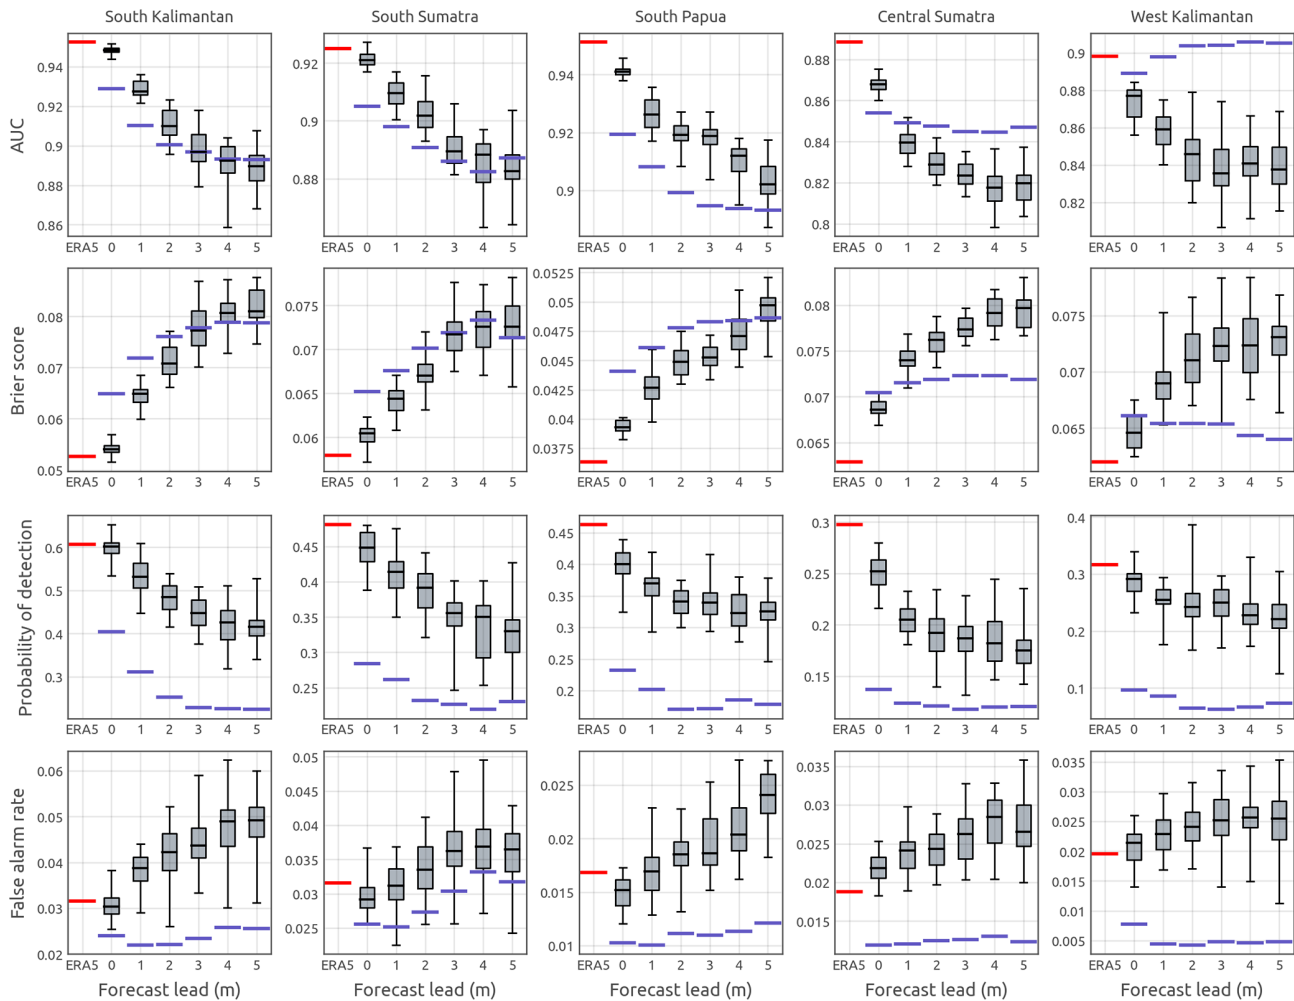 South Kalimantan South Sumatra South Papua Central Sumatra West Kalimantan
AUC
0.94 0.92 0.9 0.88 0.86
0.92 0.9 0.88
0.94 0.92 0.9
0.88 0.86 0.84 0.82 0.8
0.9 0.88 0.86 0.84 0.82
ERA5 0 1 2 3 4 5 ERA5 0 1 2 3 4 5 ERA5 0 1 2 3 4 5 ERA5 0 1 2 3 4 5 ERA5 0 1 2 3 4 5
Brier score
0.08 0.07 0.06 0.05
0.075 0.07 0.065 0.06
0.0525 0.05 0.0475 0.045 0.0425 0.04 0.0375
0.08 0.075 0.07 0.065
0.075 0.07 0.065
ERA5 0 1 2 3 4 5 ERA5 0 1 2 3 4 5 ERA5 0 1 2 3 4 5 ERA5 0 1 2 3 4 5 ERA5 0 1 2 3 4 5
Probability of detection
0.6 0.5 0.4 0.3
0.45 0.4 0.35 0.3 0.25
0.45 0.4 0.35 0.3 0.25 0.2
0.3 0.25 0.2 0.15
0.4 0.3 0.2 0.1
ERA5 0 1 2 3 4 5 ERA5 0 1 2 3 4 5 ERA5 0 1 2 3 4 5 ERA5 0 1 2 3 4 5 ERA5 0 1 2 3 4 5
False alarm rate
0.06 0.05 0.04 0.03 0.02
0.05 0.045 0.04 0.035 0.03 0.025
0.025 0.02 0.015 0.01
0.035 0.03 0.025 0.02 0.015
0.035 0.03 0.025 0.02 0.015 0.01 0.005
ERA5 0 1 2 3 4 5 ERA5 0 1 2 3 4 5 ERA5 0 1 2 3 4 5 ERA5 0 1 2 3 4 5 ERA5 0 1 2 3 4 5
Forecast lead (m) Forecast lead (m) Forecast lead (m) Forecast lead (m) Forecast lead (m)